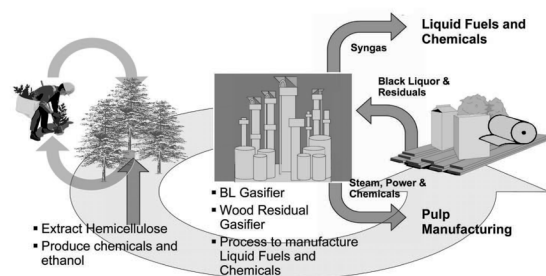 Liquid Fuels and
Chemicals
Syngas
Black Liquor &
Residuals
Steam, Power &
Chemicals
Pulp
Manufacturing
▪ BL Gasifier
▪ Wood Residual
Gasifier
▪ Process to manufacture
Liquid Fuels and
Chemicals
▪ Extract Hemicellulose
▪ Produce chemicals and
ethanol